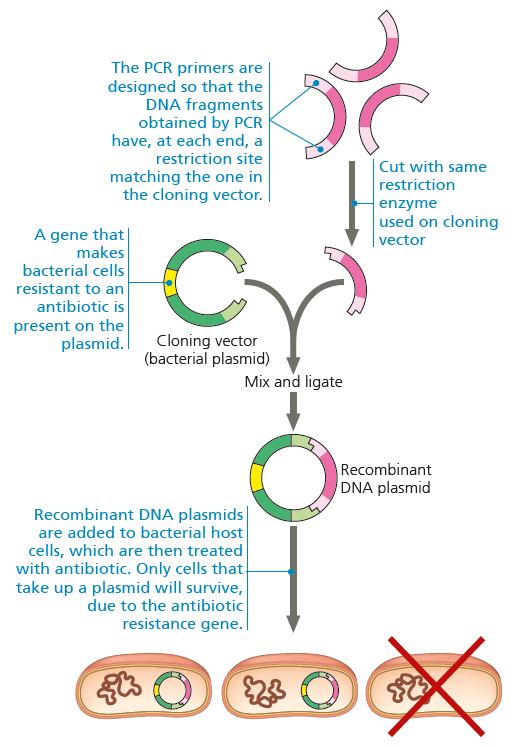 The PCR primers are
designed so that the
DNA fragments
obtained by PCR
have, at each end, a
restriction site
matching the one in
the cloning vector.
Cut with same
restriction
enzyme
used on cloning
vector
A gene that
makes
bacterial cells
resistant to an
antibiotic is
present on the
plasmid.
Cloning vector
(bacterial plasmid)
Mix and ligate
Recombinant
DNA plasmid
Recombinant DNA plasmids
are added to bacterial host
cells, which are then treated
with antibiotic. Only cells that
take up a plasmid will survive,
due to the antibiotic
resistance gene.